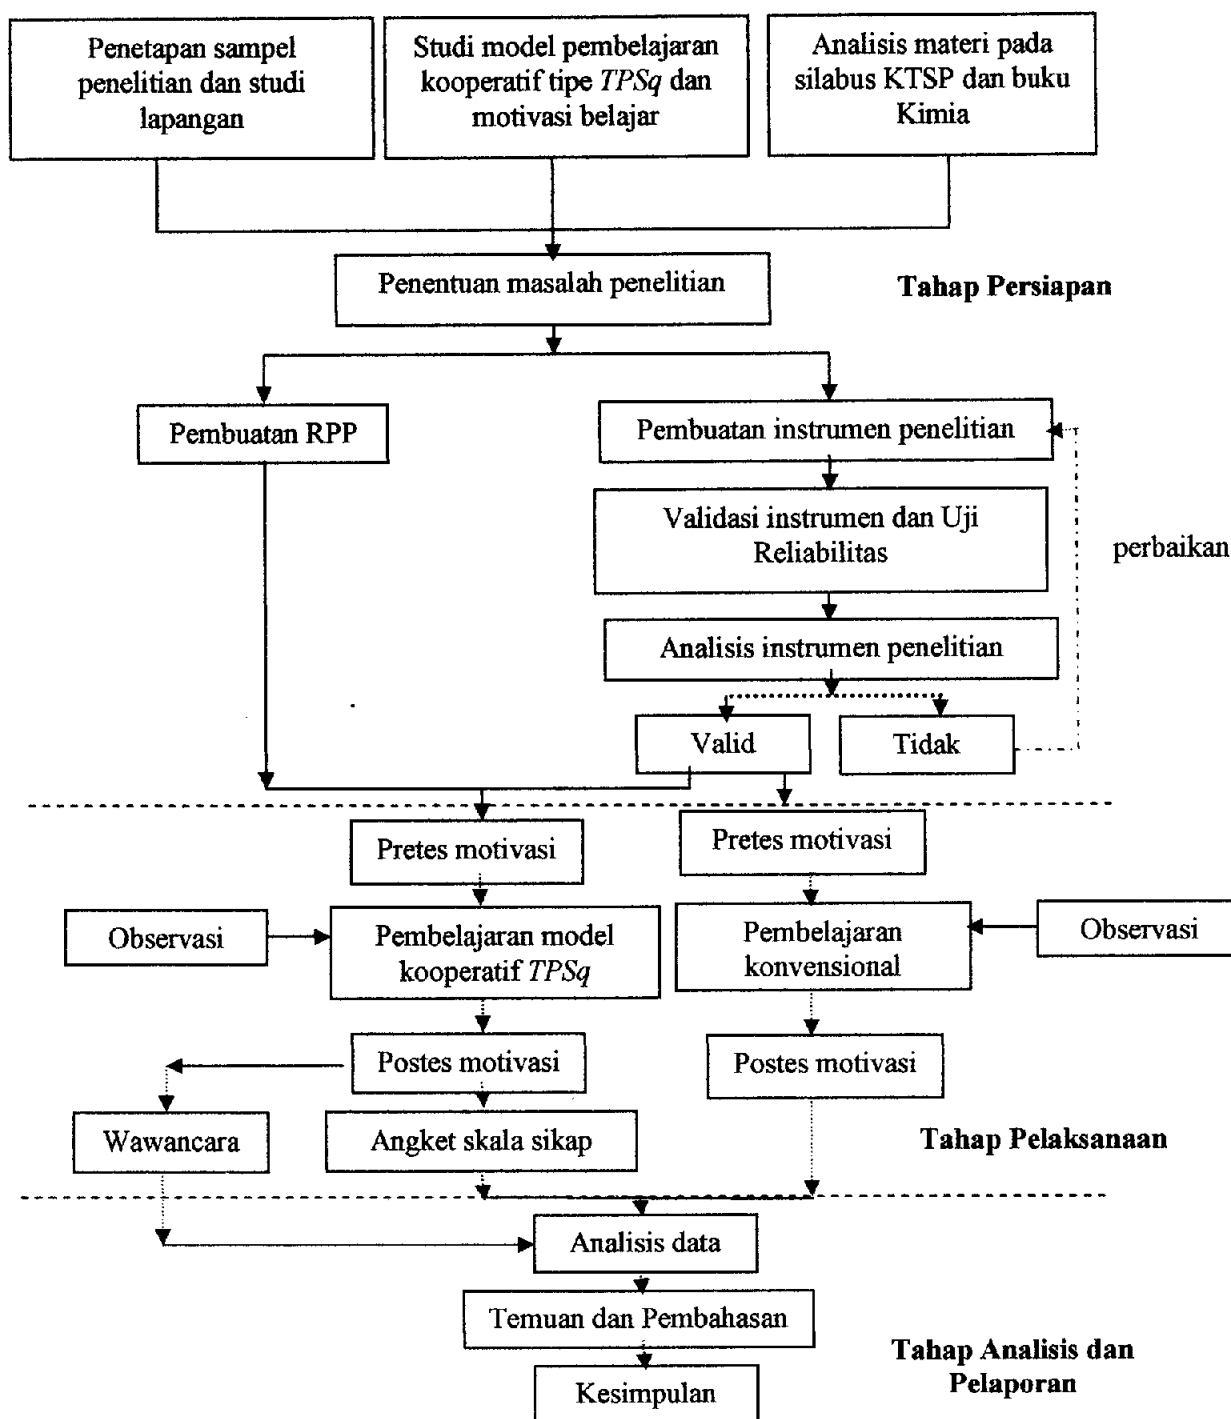 Penetapan sampel
penelitian dan studi
lapangan
Studi model pembelajaran
kooperatif tipe TPSq dan
motivasi belajar
Analisis materi pada
silabus KTSP dan buku
Kimia
Penentuan masalah penelitian
Tahap Persiapan
Pembuatan RPP
Pembuatan instrumen penelitian
Validasi instrumen dan Uji
Reliabilitas
perbaikan
Analisis instrumen penelitian
Valid
Tidak
Pretes motivasi
Pretes motivasi
Observasi
Pembelajaran model
kooperatif TPSq
Pembelajaran
konvensional
Observasi
Postes motivasi
Postes motivasi
Wawancara
Angket skala sikap
Tahap Pelaksanaan
Analisis data
Temuan dan Pembahasan
Tahap Analisis dan
Pelaporan
Kesimpulan